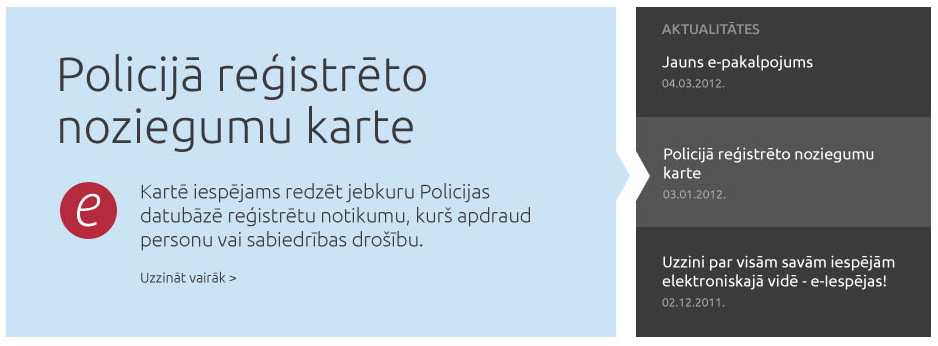 Policijā reģistrēto
noziegumu karte
e
Kartē iespējams redzēt jebkuru Policijas
datubāzē reģistrētu notikumu, kurš apdraud
personu vai sabiedrības drošību.
Uzzināt vairāk >
AKTUALITĀTES
Jauns e-pakalpojums
04.03.2012.
Policijā reģistrēto noziegumu
karte
03.01.2012.
Uzzini par visām savām iespējām
elektroniskajā vidē - e-Iespējas!
02.12.2011.